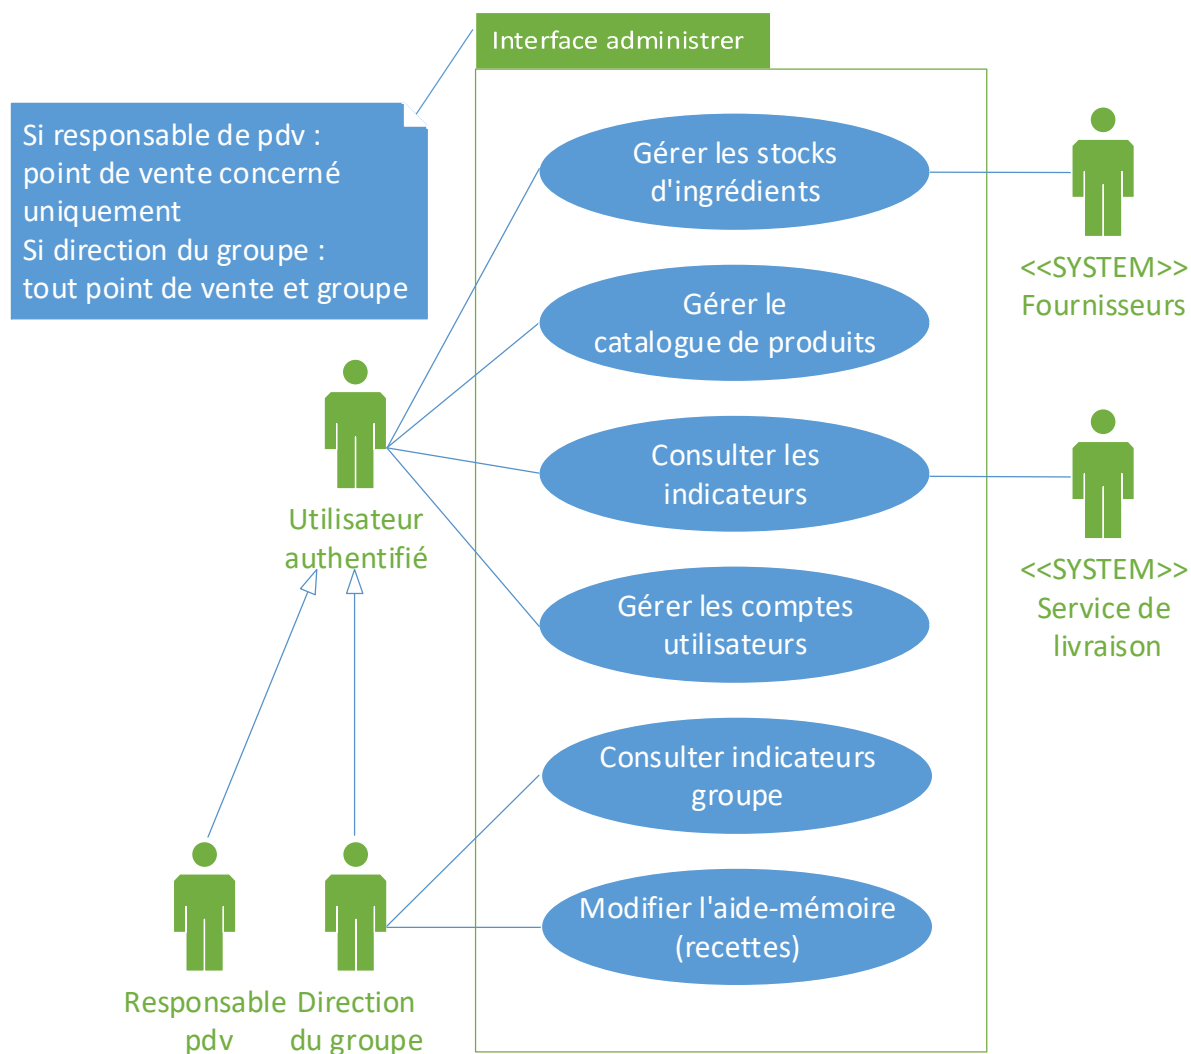 Interface administrer
Si responsable de pdv :
point de vente concerné
uniquement
Si direction du groupe :
tout point de vente et groupe
Gérer les stocks
d'ingrédients
<<SYSTEM>>
Fournisseurs
Gérer le
catalogue de produits
Consulter les
indicateurs
Utilisateur
authentifié
<<SYSTEM>>
Service de
livraison
Gérer les comptes
utilisateurs
Consulter indicateurs
groupe
Modifier l'aide-mémoire
(recettes)
Responsable
pdv
Direction
du groupe